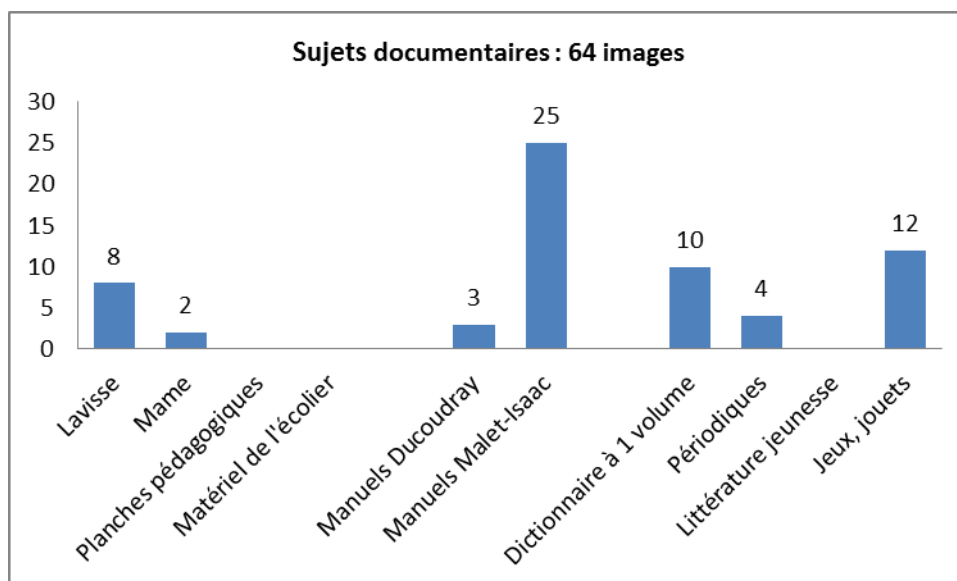 Sujets documentaires : 64 images
30
25
20
15
10
5
0
8
2
3
25
10
4
12
Lavisse
Mame
Planches pédagogiques
Matériel de l'écolier
Manuels Ducoudray
Manuels Malet-Isaac
Dictionnaire à 1 volume
Périodiques
Littérature jeunesse
Jeux, jouets